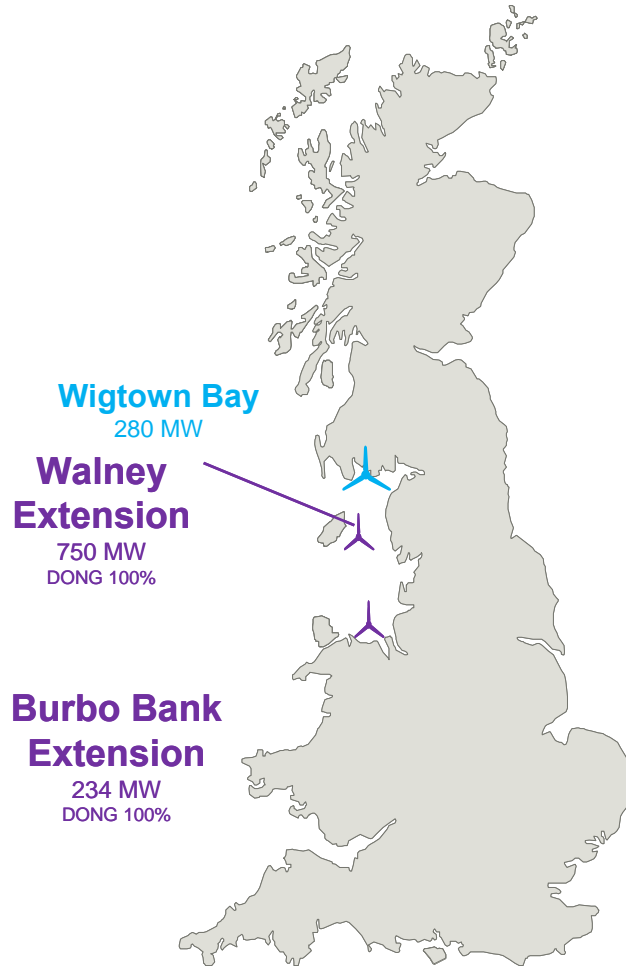 Wigtown Bay
280 MW
Walney
Extension
750 MW
DONG 100%
Burbo Bank
Extension
234 MW
DONG 100%